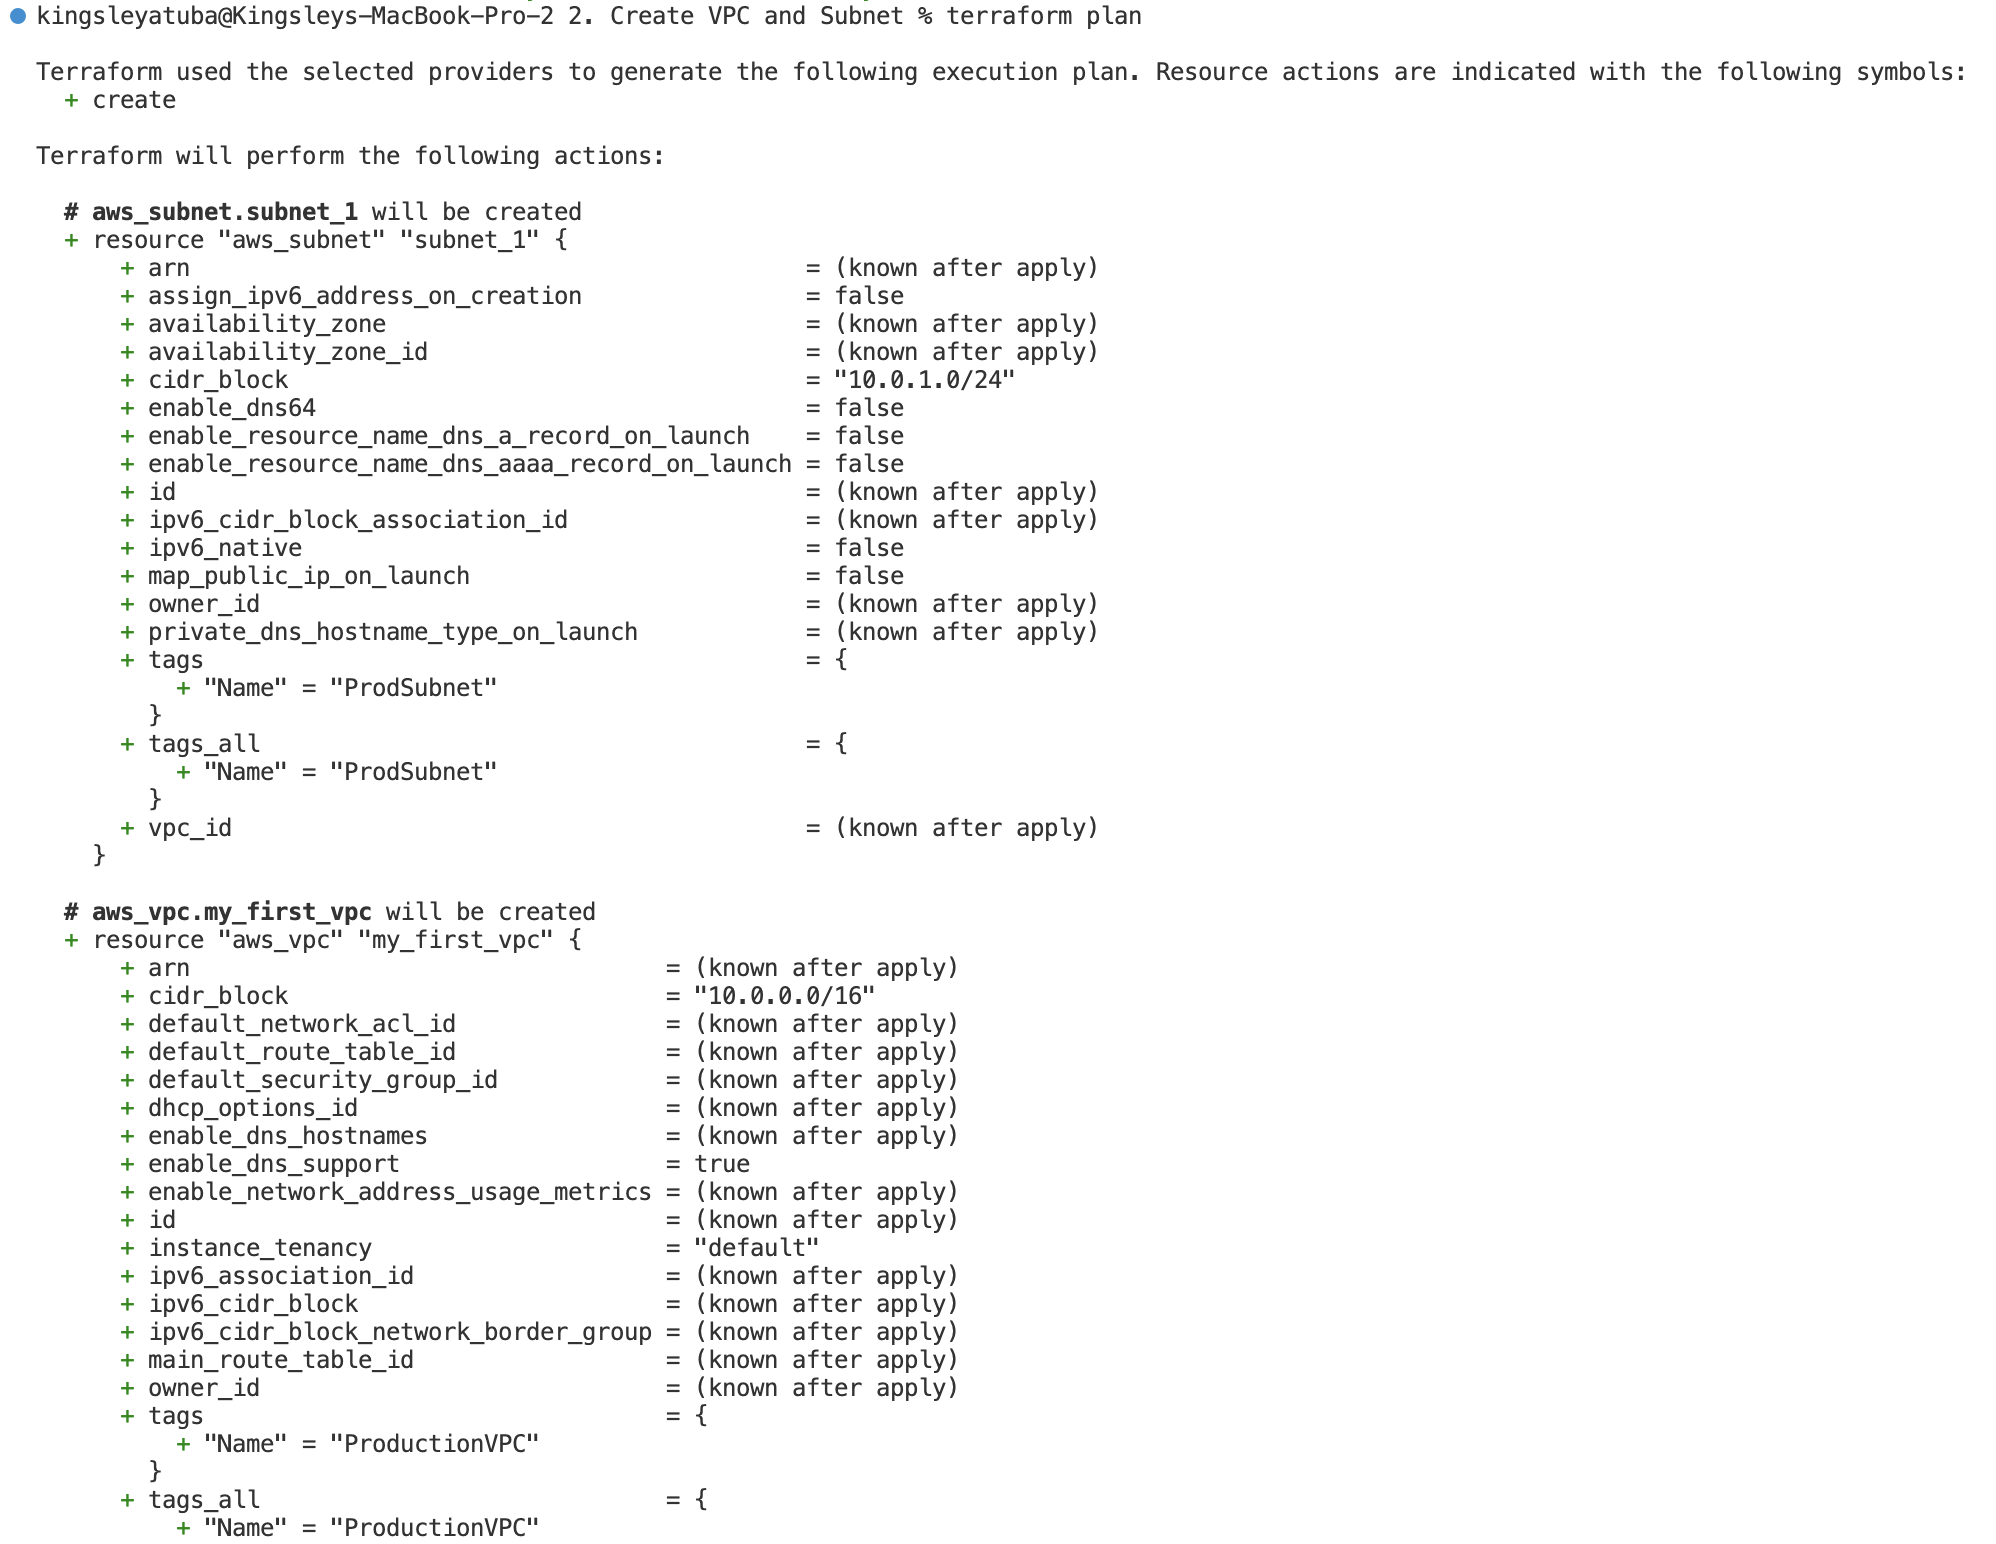 kingsleyatuba@Kingsleys-MacBook-Pro-2 2. Create VPC and Subnet % terraform plan
Terraform used the selected providers to generate the following execution plan. Resource actions are indicated with the following symbols:
+ create
Terraform will perform the following actions:
# aws_subnet.subnet_1 will be created
+ resource "aws_subnet" "subnet_1" {
+ arn = (known after apply)
+ assign_ipv6_address_on_creation = false
+ availability_zone = (known after apply)
+ availability_zone_id = (known after apply)
+ cidr_block = "10.0.1.0/24"
+ enable_dns64 = false
+ enable_resource_name_dns_a_record_on_launch = false
+ enable_resource_name_dns_aaaa_record_on_launch = false
+ id = (known after apply)
+ ipv6_cidr_block_association_id = (known after apply)
+ ipv6_native = false
+ map_public_ip_on_launch = false
+ owner_id = (known after apply)
+ private_dns_hostname_type_on_launch = (known after apply)
+ tags = {
+ "Name" = "ProdSubnet"
}
+ tags_all = {
+ "Name" = "ProdSubnet"
}
+ vpc_id = (known after apply)
}
# aws_vpc.my_first_vpc will be created
+ resource "aws_vpc" "my_first_vpc" {
+ arn = (known after apply)
+ cidr_block = "10.0.0.0/16"
+ default_network_acl_id = (known after apply)
+ default_route_table_id = (known after apply)
+ default_security_group_id = (known after apply)
+ dhcp_options_id = (known after apply)
+ enable_dns_hostnames = (known after apply)
+ enable_dns_support = true
+ enable_network_address_usage_metrics = (known after apply)
+ id = (known after apply)
+ instance_tenancy = "default"
+ ipv6_association_id = (known after apply)
+ ipv6_cidr_block = (known after apply)
+ ipv6_cidr_block_network_border_group = (known after apply)
+ main_route_table_id = (known after apply)
+ owner_id = (known after apply)
+ tags = {
+ "Name" = "ProductionVPC"
}
+ tags_all = {
+ "Name" = "ProductionVPC"